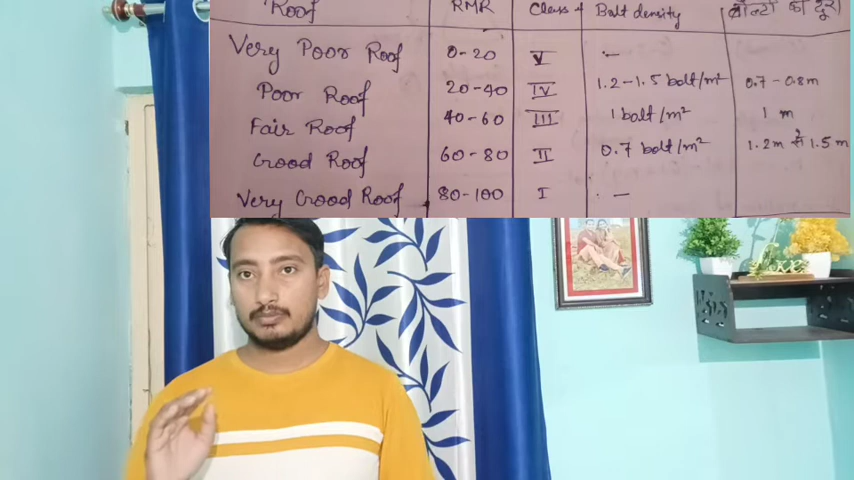 Roof RMR Class of Bolt density बोल्टो की दूरी
Very Poor Roof 0-20 V —
Poor Roof 20-40 IV 1.2-1.5 bolt/m² 0.7-0.8m
Fair Roof 40-60 III 1 bolt/m² 1 m
Good Roof 60-80 II 0.7 bolt/m² 1.2m से 1.5m
Very Good Roof 80-100 I —